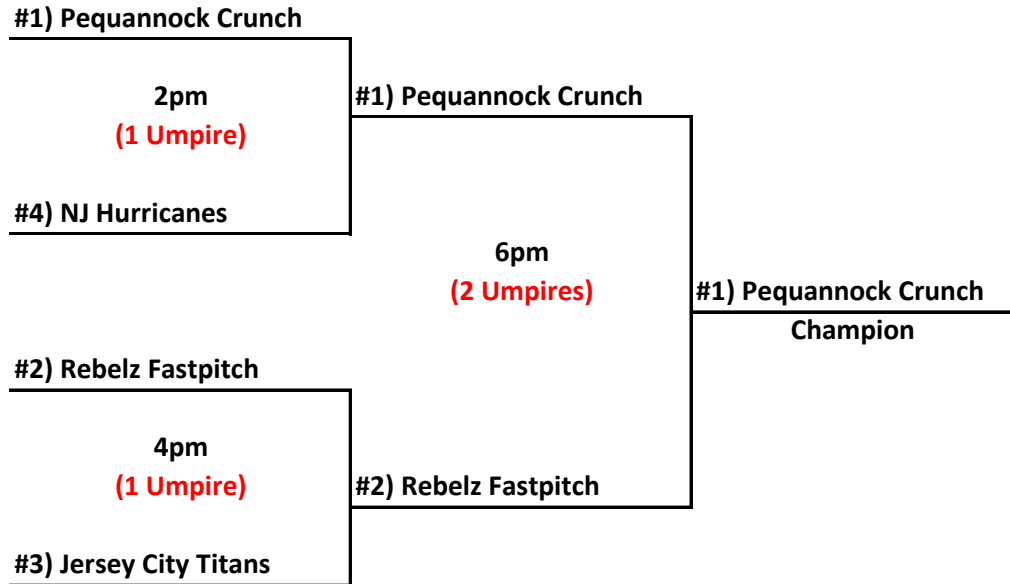 #1) Pequannock Crunch
2pm
(1 Umpire)
#4) NJ Hurricanes
#1) Pequannock Crunch
6pm
(2 Umpires)
#1) Pequannock Crunch
Champion
#2) Rebelz Fastpitch
4pm
(1 Umpire)
#2) Rebelz Fastpitch
#3) Jersey City Titans